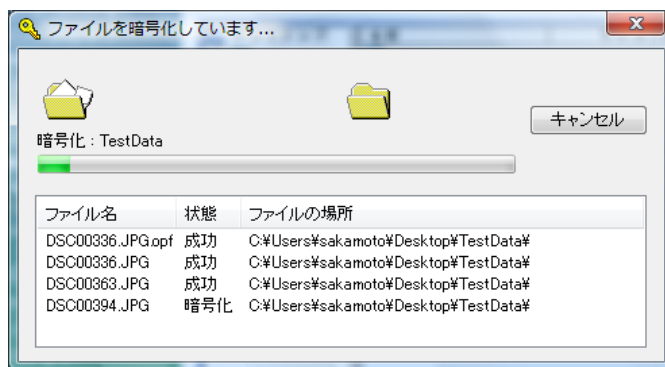 ファイルを暗号化しています...
キャンセル
暗号化 : TestData
ファイル名 状態 ファイルの場所
DSC00336.JPG.opf 成功 C:¥Users¥sakamoto¥Desktop¥TestData¥
DSC00336.JPG 成功 C:¥Users¥sakamoto¥Desktop¥TestData¥
DSC00363.JPG 成功 C:¥Users¥sakamoto¥Desktop¥TestData¥
DSC00394.JPG 暗号化 C:¥Users¥sakamoto¥Desktop¥TestData¥